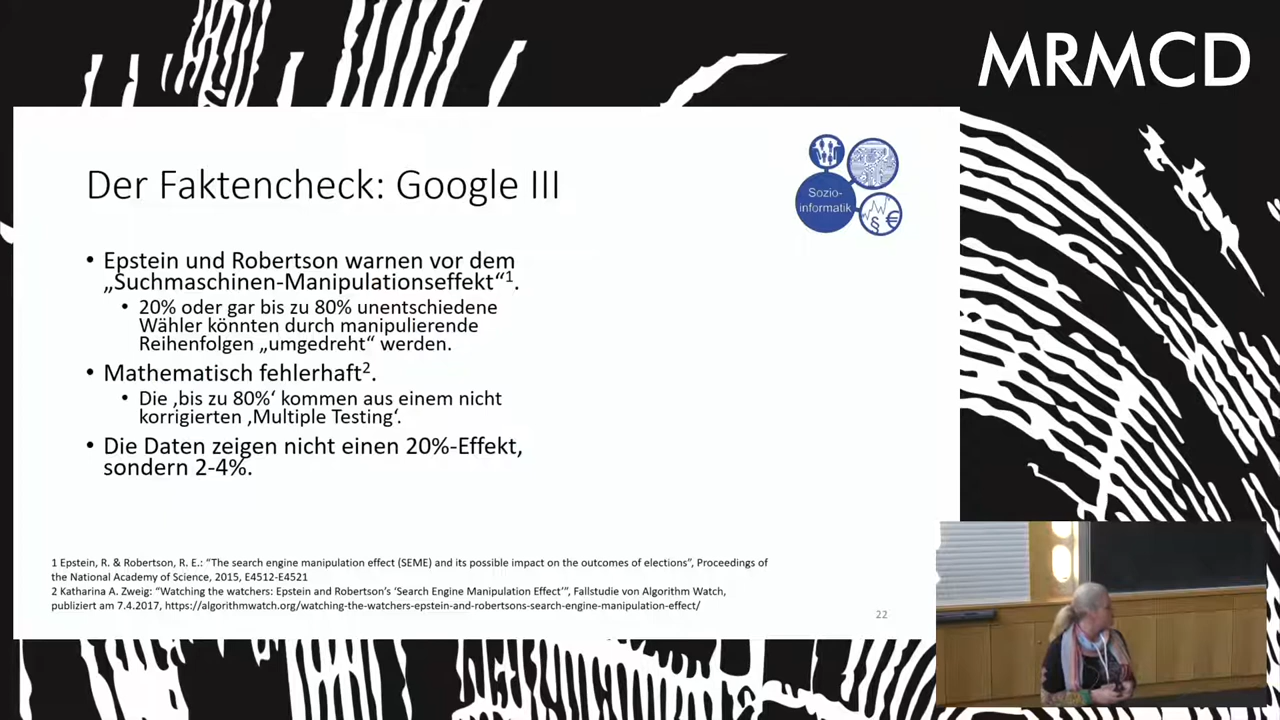 MRMCD
Der Faktencheck: Google III
Sozio-
informatik
§
€
• Epstein und Robertson warnen vor dem
„Suchmaschinen-Manipulationseffekt“¹.
• 20% oder gar bis zu 80% unentschiedene
Wähler könnten durch manipulierende
Reihenfolgen „umgedreht“ werden.
• Mathematisch fehlerhaft².
• Die ‚bis zu 80%‘ kommen aus einem nicht
korrigierten ‚Multiple Testing‘.
• Die Daten zeigen nicht einen 20%-Effekt,
sondern 2-4%.
1 Epstein, R. & Robertson, R. E.: “The search engine manipulation effect (SEME) and its possible impact on the outcomes of elections”, Proceedings of
the National Academy of Science, 2015, E4512-E4521
2 Katharina A. Zweig: “Watching the watchers: Epstein and Robertson’s ‘Search Engine Manipulation Effect’”, Fallstudie von Algorithm Watch,
publiziert am 7.4.2017, https://algorithmwatch.org/watching-the-watchers-epstein-and-robertsons-search-engine-manipulation-effect/
22